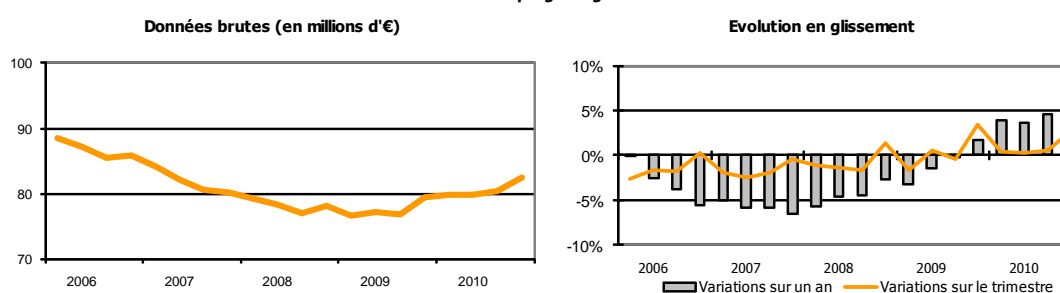 Données brutes (en millions d'€)
100
90
80
70
2006 2007 2008 2009 2010
Evolution en glissement
10%
5%
0%
-5%
-10%
2006 2007 2008 2009 2010
Variations sur un an Variations sur le trimestre